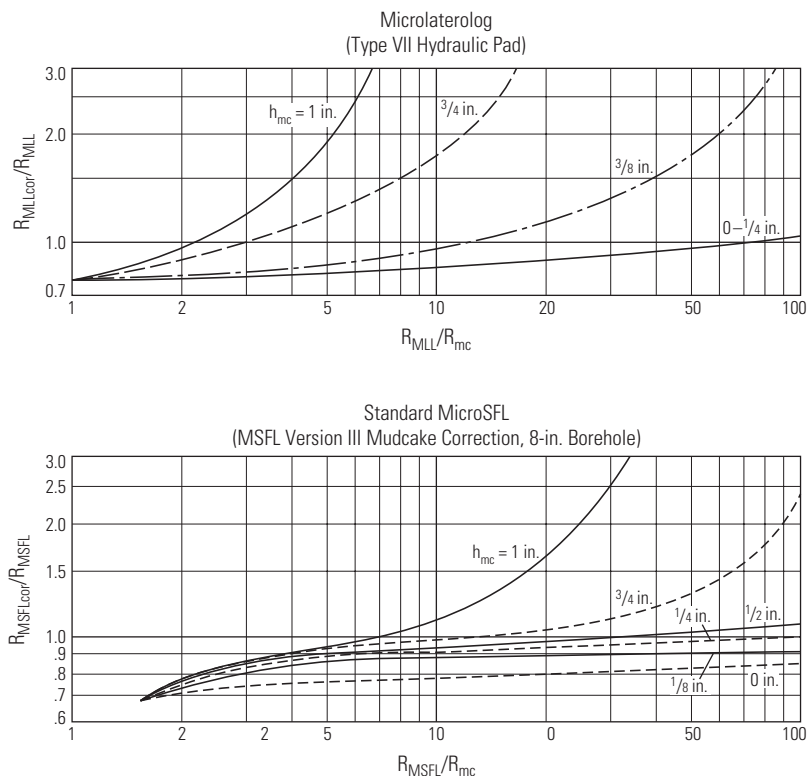 Microlaterolog
(Type VII Hydraulic Pad)
3.0
2.0
1.0
0.7
R_MLLcor/R_MLL
h_mc = 1 in.
3/4 in.
3/8 in.
0–1/4 in.
1 2 5 10 20 50 100
R_MLL/R_mc
Standard MicroSFL
(MSFL Version III Mudcake Correction, 8-in. Borehole)
3.0
2.5
2.0
1.5
1.0
.9
.8
.7
.6
R_MSFLcor/R_MSFL
h_mc = 1 in.
3/4 in.
1/4 in.
1/2 in.
1/8 in.
0 in.
1 2 2 5 10 0 50 100
R_MSFL/R_mc